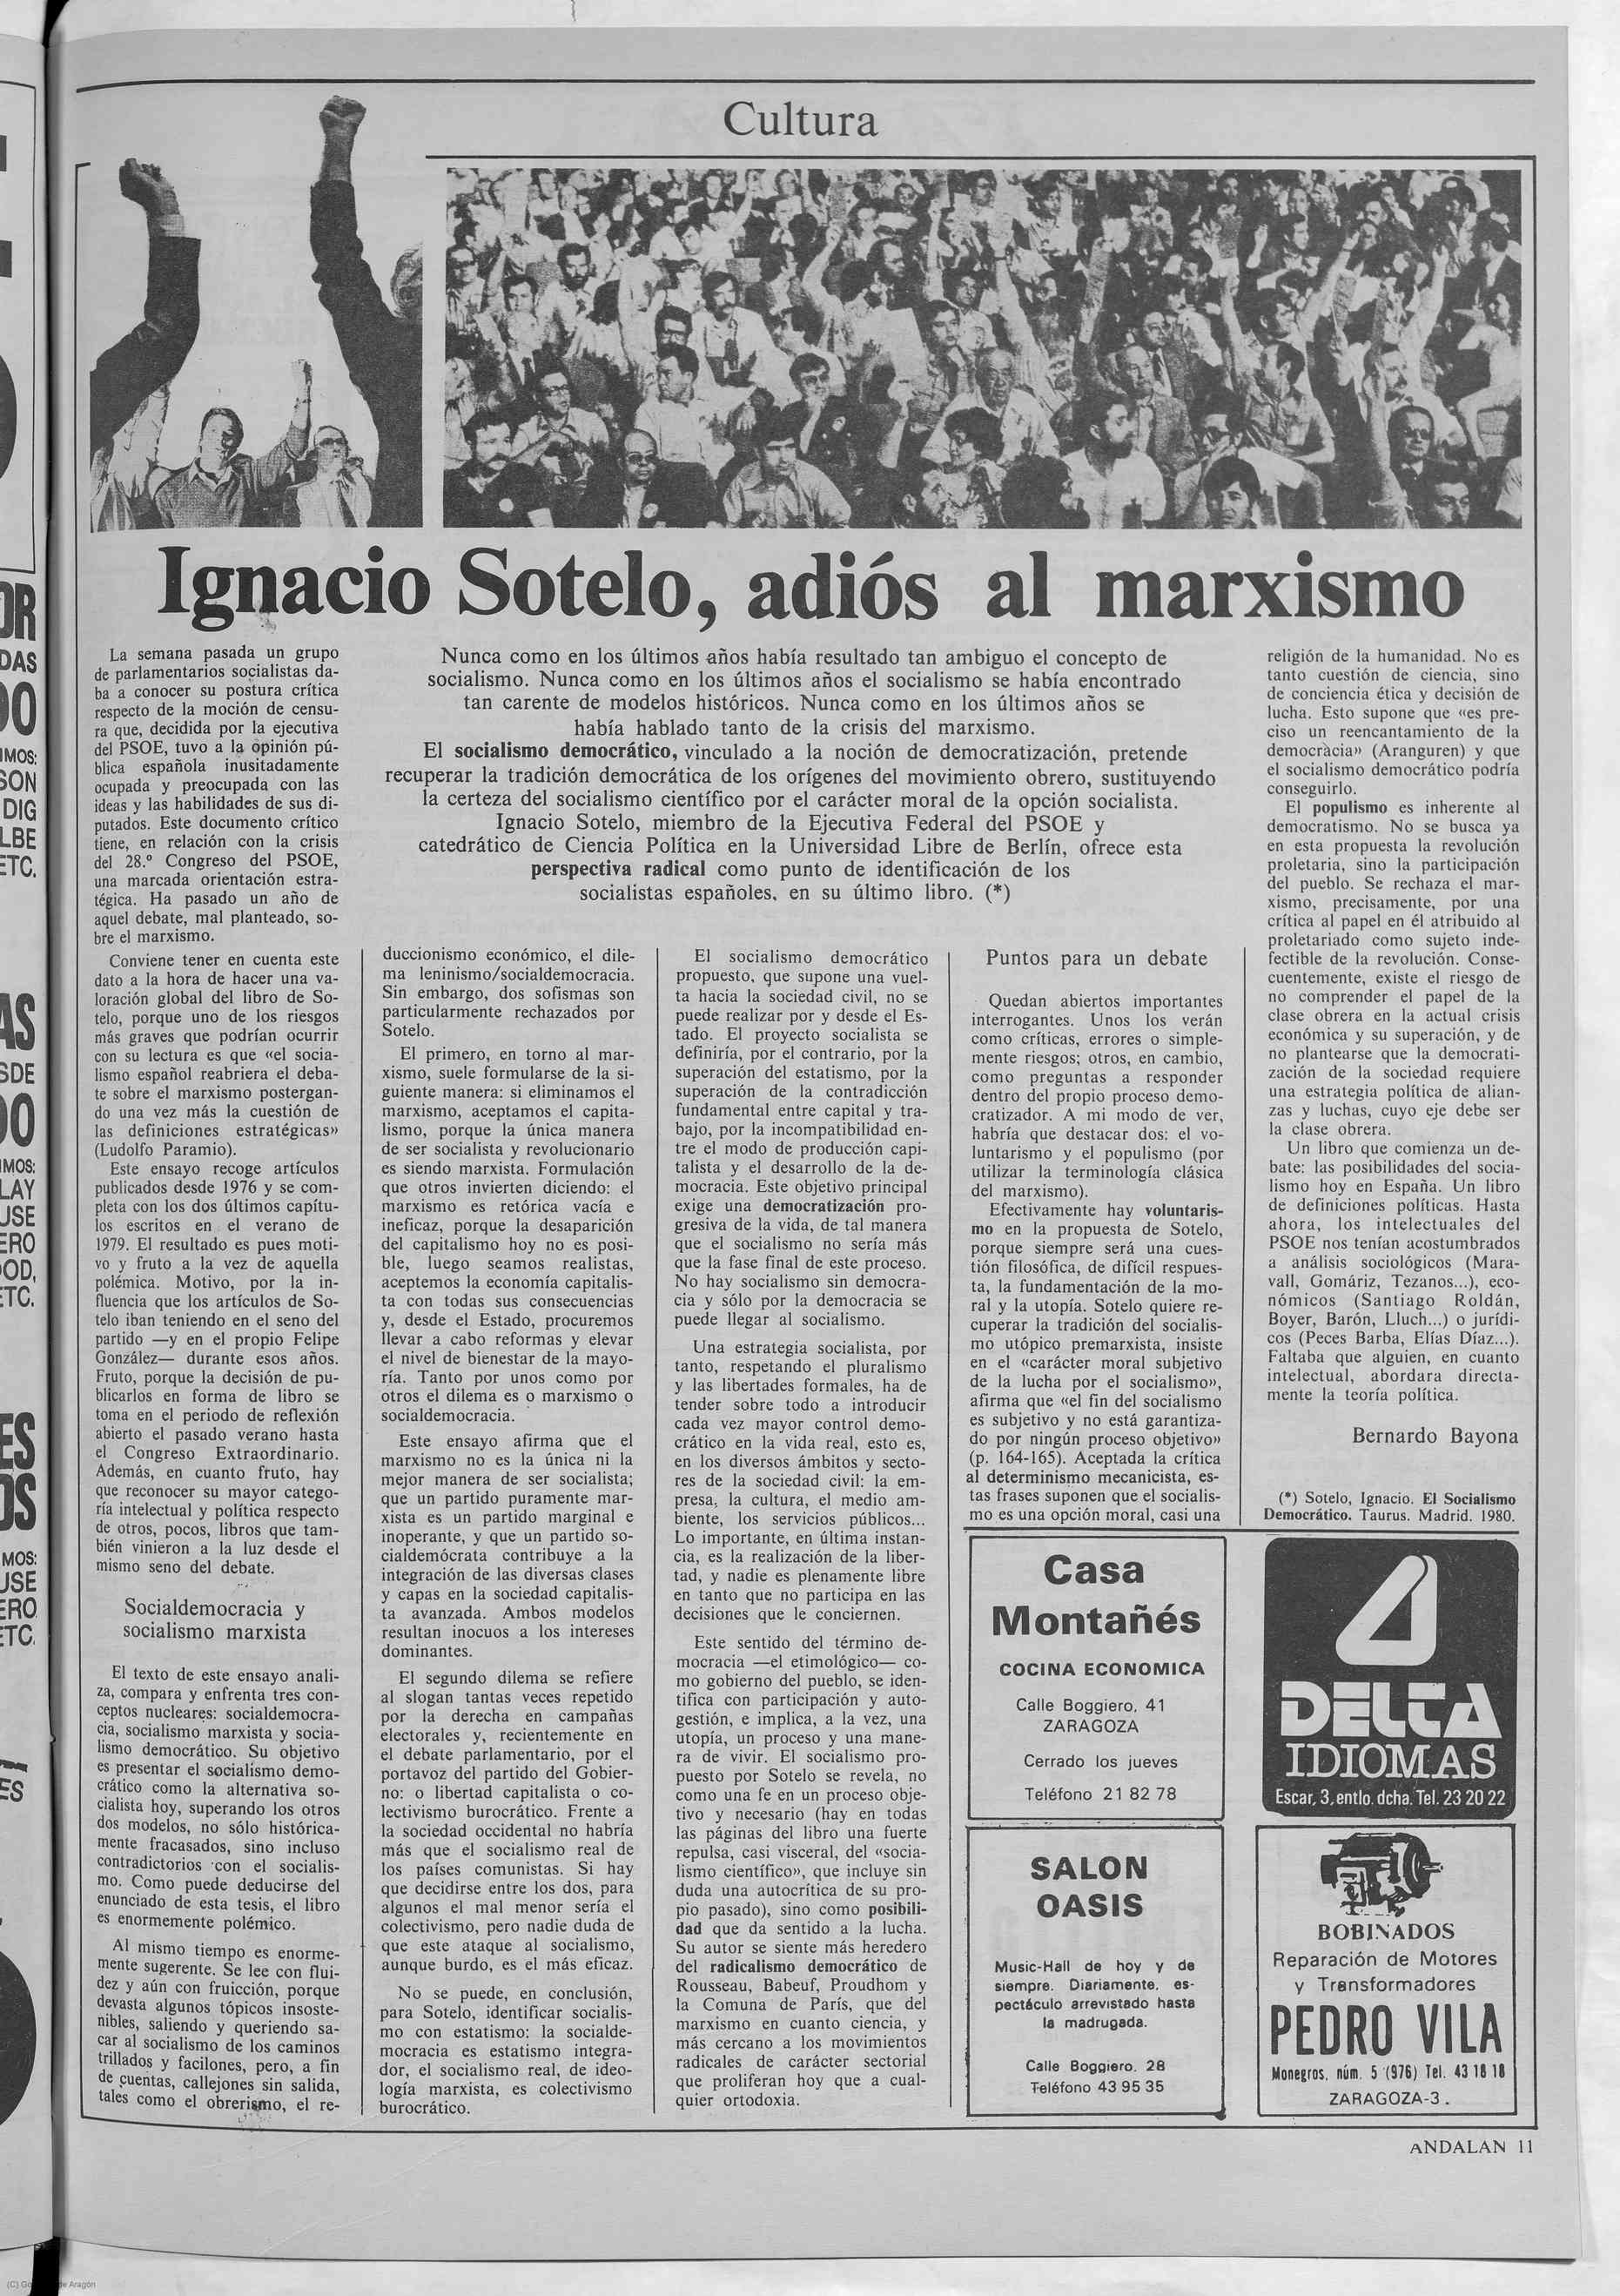 Cultura
Ignacio Sotelo, adiós al marxismo
La semana pasada un grupo
de parlamentarios socialistas da-
ba a conocer su postura crítica
respecto de la moción de censu-
ra que, decidida por la ejecutiva
del PSOE, tuvo a la opinión pú-
blica española inusitadamente
ocupada y preocupada con las
ideas y las habilidades de sus di-
putados. Este documento crítico
tiene, en relación con la crisis
del 28.º Congreso del PSOE,
una marcada orientación estra-
tégica. Ha pasado un año de
aquel debate, mal planteado, so-
bre el marxismo.
Conviene tener en cuenta este
dato a la hora de hacer una va-
loración global del libro de So-
telo, porque uno de los riesgos
más graves que podrían ocurrir
con su lectura es que «el socia-
lismo español reabriera el deba-
te sobre el marxismo postergan-
do una vez más la cuestión de
las definiciones estratégicas»
(Ludolfo Paramio).
Este ensayo recoge artículos
publicados desde 1976 y se com-
pleta con los dos últimos capítu-
los escritos en el verano de
1979. El resultado es pues moti-
vo y fruto a la vez de aquella
polémica. Motivo, por la in-
fluencia que los artículos de So-
telo iban teniendo en el seno del
partido —y en el propio Felipe
González— durante esos años.
Fruto, porque la decisión de pu-
blicarlos en forma de libro se
toma en el periodo de reflexión
abierto el pasado verano hasta
el Congreso Extraordinario.
Además, en cuanto fruto, hay
que reconocer su mayor catego-
ría intelectual y política respecto
de otros, pocos, libros que tam-
bién vinieron a la luz desde el
mismo seno del debate.
Socialdemocracia y
socialismo marxista
El texto de este ensayo anali-
za, compara y enfrenta tres con-
ceptos nucleares: socialdemocra-
cia, socialismo marxista y socia-
lismo democrático. Su objetivo
es presentar el socialismo demo-
crático como la alternativa so-
cialista hoy, superando los otros
dos modelos, no sólo histórica-
mente fracasados, sino incluso
contradictorios con el socialis-
mo. Como puede deducirse del
enunciado de esta tesis, el libro
es enormemente polémico.
Al mismo tiempo es enorme-
mente sugerente. Se lee con flui-
dez y aún con fruicción, porque
devasta algunos tópicos insoste-
nibles, saliendo y queriendo sa-
car al socialismo de los caminos
trillados y facilones, pero, a fin
de cuentas, callejones sin salida,
tales como el obrerismo, el re-
Nunca como en los últimos años había resultado tan ambiguo el concepto de
socialismo. Nunca como en los últimos años el socialismo se había encontrado
tan carente de modelos históricos. Nunca como en los últimos años se
había hablado tanto de la crisis del marxismo.
El socialismo democrático, vinculado a la noción de democratización, pretende
recuperar la tradición democrática de los orígenes del movimiento obrero, sustituyendo
la certeza del socialismo científico por el carácter moral de la opción socialista.
Ignacio Sotelo, miembro de la Ejecutiva Federal del PSOE y
catedrático de Ciencia Política en la Universidad Libre de Berlín, ofrece esta
perspectiva radical como punto de identificación de los
socialistas españoles, en su último libro. (*)
duccionismo económico, el dile-
ma leninismo/socialdemocracia.
Sin embargo, dos sofismas son
particularmente rechazados por
Sotelo.
El primero, en torno al mar-
xismo, suele formularse de la si-
guiente manera: si eliminamos el
marxismo, aceptamos el capita-
lismo, porque la única manera
de ser socialista y revolucionario
es siendo marxista. Formulación
que otros invierten diciendo: el
marxismo es retórica vacía e
ineficaz, porque la desaparición
del capitalismo hoy no es posi-
ble, luego seamos realistas,
aceptemos la economía capitalis-
ta con todas sus consecuencias
y, desde el Estado, procuremos
llevar a cabo reformas y elevar
el nivel de bienestar de la mayo-
ría. Tanto por unos como por
otros el dilema es o marxismo o
socialdemocracia.
Este ensayo afirma que el
marxismo no es la única ni la
mejor manera de ser socialista;
que un partido puramente mar-
xista es un partido marginal e
inoperante, y que un partido so-
cialdemócrata contribuye a la
integración de las diversas clases
y capas en la sociedad capitalis-
ta avanzada. Ambos modelos
resultan inocuos a los intereses
dominantes.
El segundo dilema se refiere
al slogan tantas veces repetido
por la derecha en campañas
electorales y, recientemente en
el debate parlamentario, por el
portavoz del partido del Gobier-
no: o libertad capitalista o co-
lectivismo burocrático. Frente a
la sociedad occidental no habría
más que el socialismo real de
los países comunistas. Si hay
que decidirse entre los dos, para
algunos el mal menor sería el
colectivismo, pero nadie duda de
que este ataque al socialismo,
aunque burdo, es el más eficaz.
No se puede, en conclusión,
para Sotelo, identificar socialis-
mo con estatismo: la socialde-
mocracia es estatismo integra-
dor, el socialismo real, de ideo-
logía marxista, es colectivismo
burocrático.
El socialismo democrático
propuesto, que supone una vuel-
ta hacia la sociedad civil, no se
puede realizar por y desde el Es-
tado. El proyecto socialista se
definiría, por el contrario, por la
superación del estatismo, por la
superación de la contradicción
fundamental entre capital y tra-
bajo, por la incompatibilidad en-
tre el modo de producción capi-
talista y el desarrollo de la de-
mocracia. Este objetivo principal
exige una democratización pro-
gresiva de la vida, de tal manera
que el socialismo no sería más
que la fase final de este proceso.
No hay socialismo sin democra-
cia y sólo por la democracia se
puede llegar al socialismo.
Una estrategia socialista, por
tanto, respetando el pluralismo
y las libertades formales, ha de
tender sobre todo a introducir
cada vez mayor control demo-
crático en la vida real, esto es,
en los diversos ámbitos y secto-
res de la sociedad civil: la em-
presa, la cultura, el medio am-
biente, los servicios públicos...
Lo importante, en última instan-
cia, es la realización de la liber-
tad, y nadie es plenamente libre
en tanto que no participa en las
decisiones que le conciernen.
Este sentido del término de-
mocracia —el etimológico— co-
mo gobierno del pueblo, se iden-
tifica con participación y auto-
gestión, e implica, a la vez, una
utopía, un proceso y una mane-
ra de vivir. El socialismo pro-
puesto por Sotelo se revela, no
como una fe en un proceso obje-
tivo y necesario (hay en todas
las páginas del libro una fuerte
repulsa, casi visceral, del «socia-
lismo científico», que incluye sin
duda una autocrítica de su pro-
pio pasado), sino como posibili-
dad que da sentido a la lucha.
Su autor se siente más heredero
del radicalismo democrático de
Rousseau, Babeuf, Proudhom y
la Comuna de París, que del
marxismo en cuanto ciencia, y
más cercano a los movimientos
radicales de carácter sectorial
que proliferan hoy que a cual-
quier ortodoxia.
Puntos para un debate
Quedan abiertos importantes
interrogantes. Unos los verán
como críticas, errores o simple-
mente riesgos; otros, en cambio,
como preguntas a responder
dentro del propio proceso demo-
cratizador. A mi modo de ver,
habría que destacar dos: el vo-
luntarismo y el populismo (por
utilizar la terminología clásica
del marxismo).
Efectivamente hay voluntaris-
mo en la propuesta de Sotelo,
porque siempre será una cues-
tión filosófica, de difícil respues-
ta, la fundamentación de la mo-
ral y la utopía. Sotelo quiere re-
cuperar la tradición del socialis-
mo utópico premarxista, insiste
en el «carácter moral subjetivo
de la lucha por el socialismo»,
afirma que «el fin del socialismo
es subjetivo y no está garantiza-
do por ningún proceso objetivo»
(p. 164-165). Aceptada la crítica
al determinismo mecanicista, es-
tas frases suponen que el socialis-
mo es una opción moral, casi una
religión de la humanidad. No es
tanto cuestión de ciencia, sino
de conciencia ética y decisión de
lucha. Esto supone que «es pre-
ciso un reencantamiento de la
democracia» (Aranguren) y que
el socialismo democrático podría
conseguirlo.
El populismo es inherente al
democratismo. No se busca ya
en esta propuesta la revolución
proletaria, sino la participación
del pueblo. Se rechaza el mar-
xismo, precisamente, por una
crítica al papel en él atribuido al
proletariado como sujeto inde-
fectible de la revolución. Conse-
cuentemente, existe el riesgo de
no comprender el papel de la
clase obrera en la actual crisis
económica y su superación, y de
no plantearse que la democrati-
zación de la sociedad requiere
una estrategia política de alian-
zas y luchas, cuyo eje debe ser
la clase obrera.
Un libro que comienza un de-
bate: las posibilidades del socia-
lismo hoy en España. Un libro
de definiciones políticas. Hasta
ahora, los intelectuales del
PSOE nos tenían acostumbrados
a análisis sociológicos (Mara-
vall, Gomáriz, Tezanos...), eco-
nómicos (Santiago Roldán,
Boyer, Barón, Lluch...) o jurídi-
cos (Peces Barba, Elías Díaz...).
Faltaba que alguien, en cuanto
intelectual, abordara directa-
mente la teoría política.
Bernardo Bayona
(*) Sotelo, Ignacio. El Socialismo
Democrático. Taurus. Madrid. 1980.
Casa
Montañés
COCINA ECONOMICA
Calle Boggiero, 41
ZARAGOZA
Cerrado los jueves
Teléfono 21 82 78
DELTA
IDIOMAS
Escar, 3, entlo. dcha. Tel. 23 20 22
SALON
OASIS
Music-Hall de hoy y de
siempre. Diariamente, es-
pectáculo arrevistado hasta
la madrugada.
Calle Boggiero, 28
Teléfono 43 95 35
BOBINADOS
Reparación de Motores
y Transformadores
PEDRO VILA
Monegros, núm. 5 (976) Tel. 43 18 18
ZARAGOZA-3.
ANDALAN 11
OR
DAS
IMOS:
SON
DIG
LBE
ETC.
AS
SDE
IMOS:
LAY
USE
ERO
OOD,
ETC.
ES
OS
MOS:
USE
ERO
ETC.
ES
de Aragón